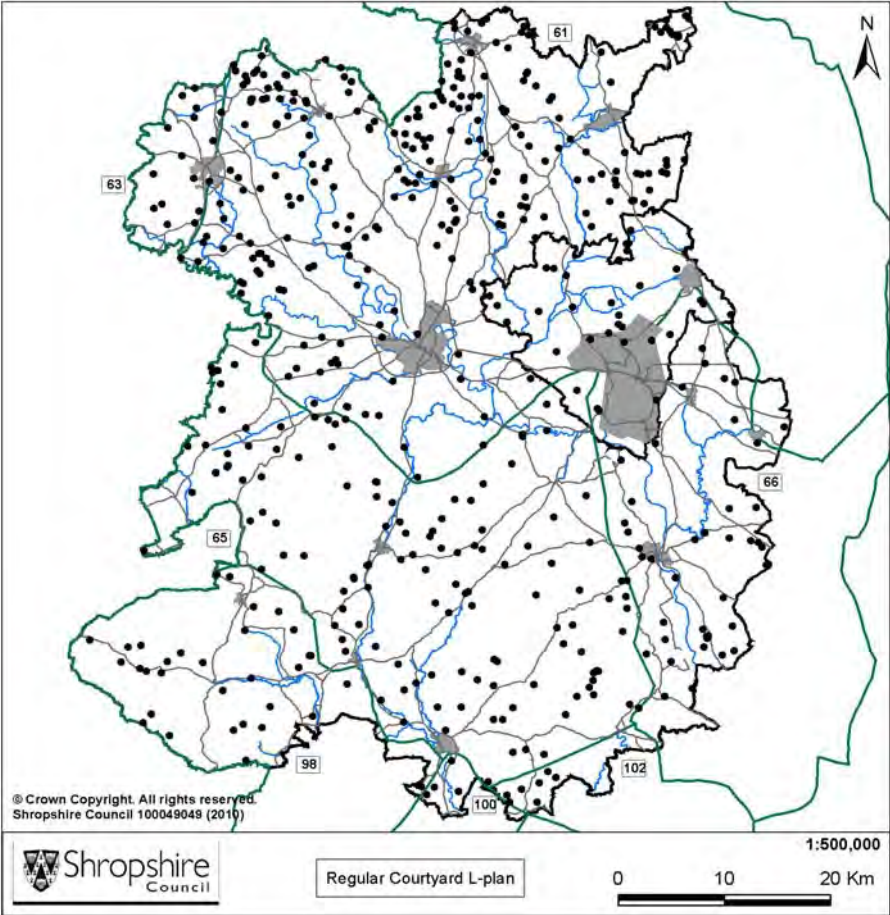 61
N
63
65
66
98
102
100
© Crown Copyright. All rights reserved.
Shropshire Council 100049049 (2010)
1:500,000
Shropshire
Council
Regular Courtyard L-plan
0 10 20 Km